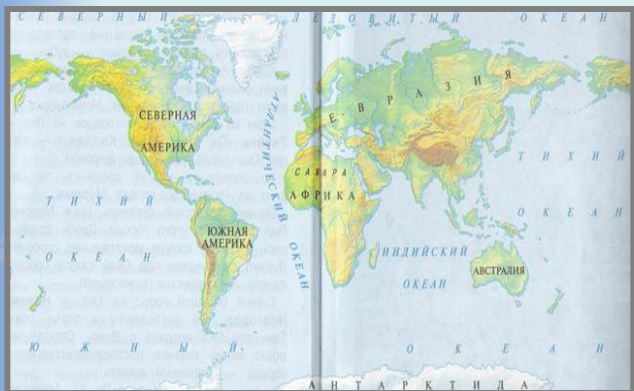 СЕВЕРНЫЙ ЛЕДОВИТЫЙ ОКЕАН
СЕВЕРНАЯ
АМЕРИКА
АТЛАНТИЧЕСКИЙ ОКЕАН
ЕВРАЗИЯ
САХАРА
АФРИКА
ТИХИЙ
ОКЕАН
ТИХИЙ
ОКЕАН
ЮЖНАЯ
АМЕРИКА
ИНДИЙСКИЙ
ОКЕАН
АВСТРАЛИЯ
ЮЖНЫЙ ОКЕАН
АНТАРКТИДА